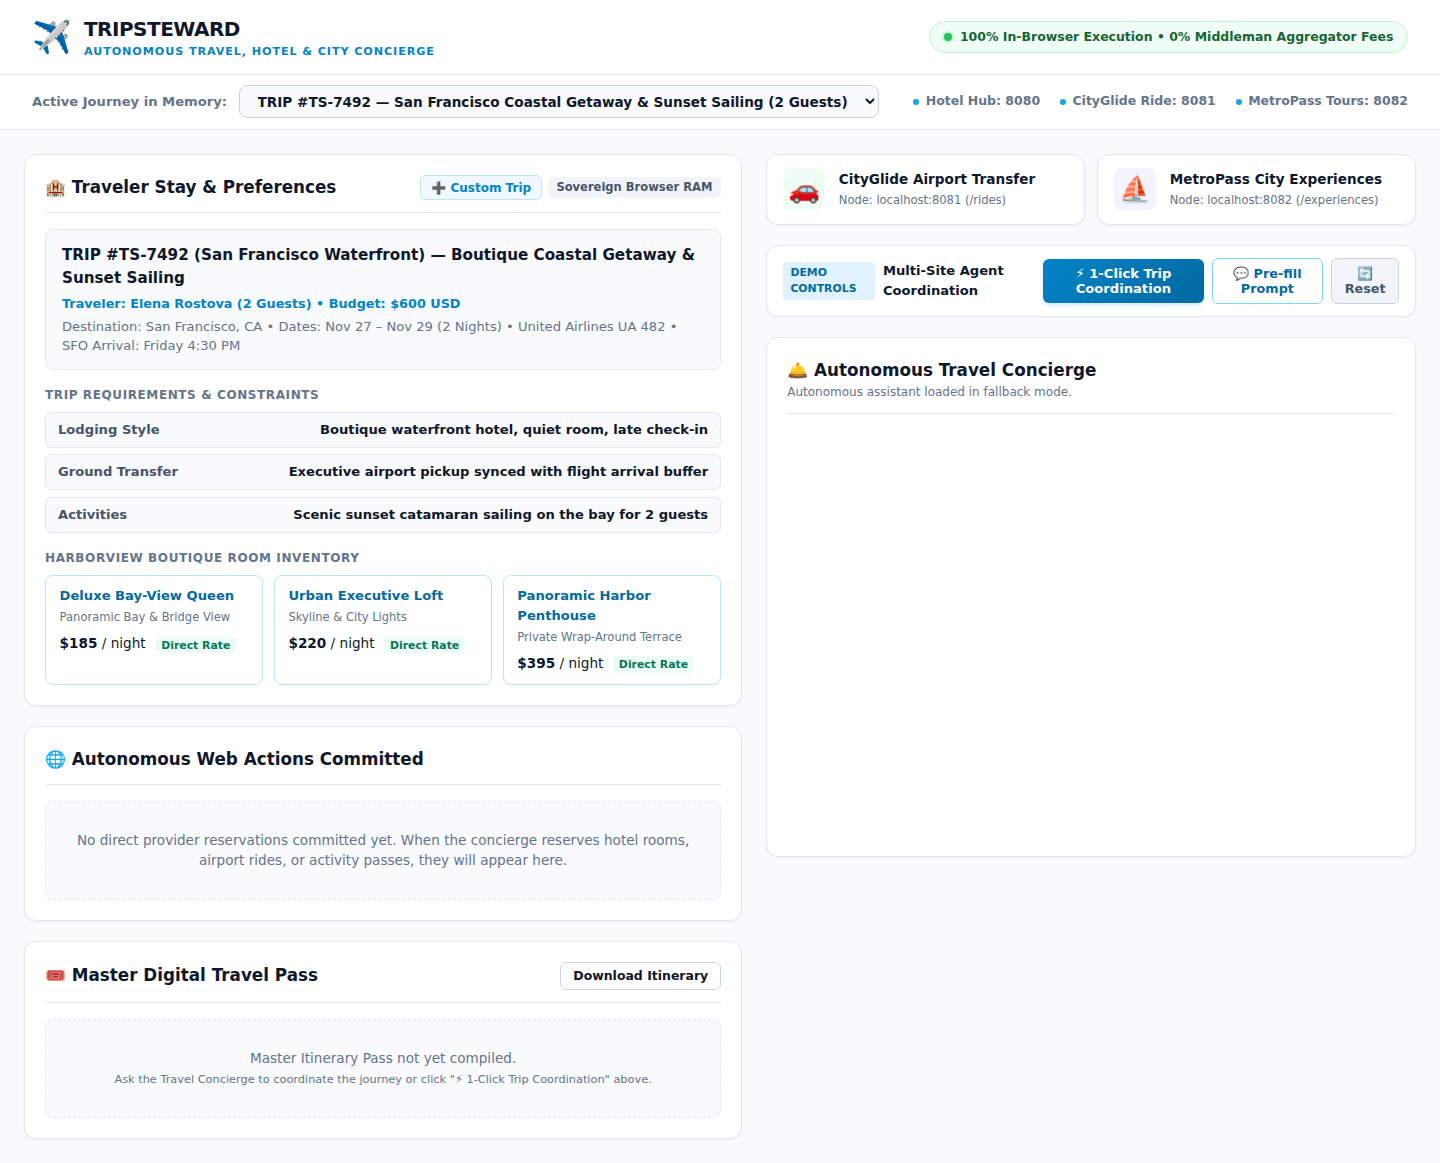 TRIPSTEWARD
AUTONOMOUS TRAVEL, HOTEL & CITY CONCIERGE
100% In-Browser Execution • 0% Middleman Aggregator Fees
Active Journey in Memory:
TRIP #TS-7492 — San Francisco Coastal Getaway & Sunset Sailing (2 Guests)
Hotel Hub: 8080
CityGlide Ride: 8081
MetroPass Tours: 8082
Traveler Stay & Preferences
➕ Custom Trip
Sovereign Browser RAM
TRIP #TS-7492 (San Francisco Waterfront) — Boutique Coastal Getaway &
Sunset Sailing
Traveler: Elena Rostova (2 Guests) • Budget: $600 USD
Destination: San Francisco, CA • Dates: Nov 27 – Nov 29 (2 Nights) • United Airlines UA 482 •
SFO Arrival: Friday 4:30 PM
TRIP REQUIREMENTS & CONSTRAINTS
Lodging Style
Boutique waterfront hotel, quiet room, late check-in
Ground Transfer
Executive airport pickup synced with flight arrival buffer
Activities
Scenic sunset catamaran sailing on the bay for 2 guests
HARBORVIEW BOUTIQUE ROOM INVENTORY
Deluxe Bay-View Queen
Panoramic Bay & Bridge View
$185 / night Direct Rate
Urban Executive Loft
Skyline & City Lights
$220 / night Direct Rate
Panoramic Harbor
Penthouse
Private Wrap-Around Terrace
$395 / night Direct Rate
Autonomous Web Actions Committed
No direct provider reservations committed yet. When the concierge reserves hotel rooms,
airport rides, or activity passes, they will appear here.
Master Digital Travel Pass
Download Itinerary
Master Itinerary Pass not yet compiled.
Ask the Travel Concierge to coordinate the journey or click "⚡ 1-Click Trip Coordination" above.
CityGlide Airport Transfer
Node: localhost:8081 (/rides)
MetroPass City Experiences
Node: localhost:8082 (/experiences)
DEMO
CONTROLS
Multi-Site Agent
Coordination
⚡ 1-Click Trip
Coordination
💬 Pre-fill
Prompt
🔄
Reset
Autonomous Travel Concierge
Autonomous assistant loaded in fallback mode.